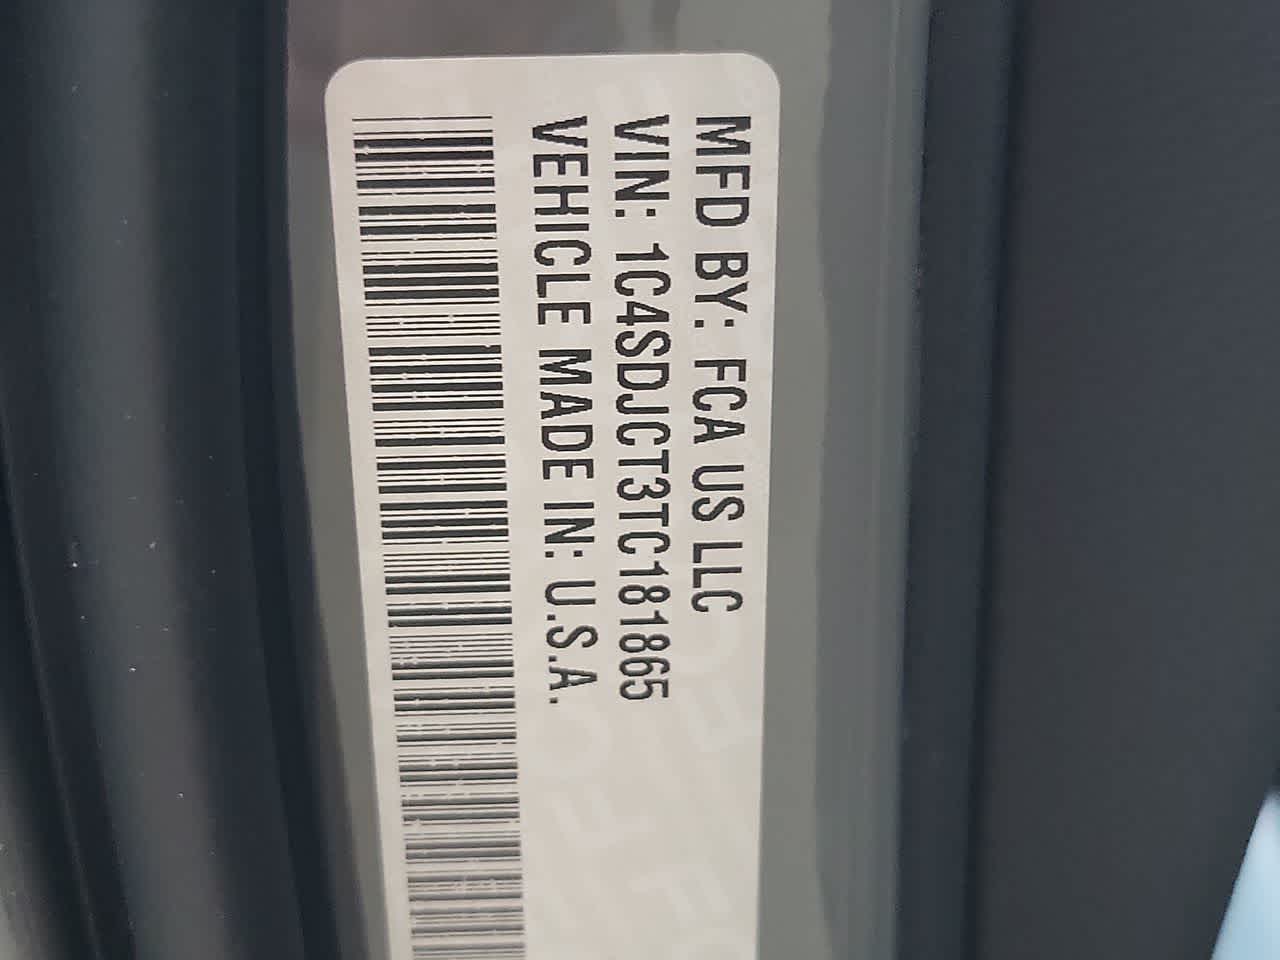 MFD BY: FCA US LLC
VIN: 1C4SDJCT3TC181865
VEHICLE MADE IN: U.S.A.